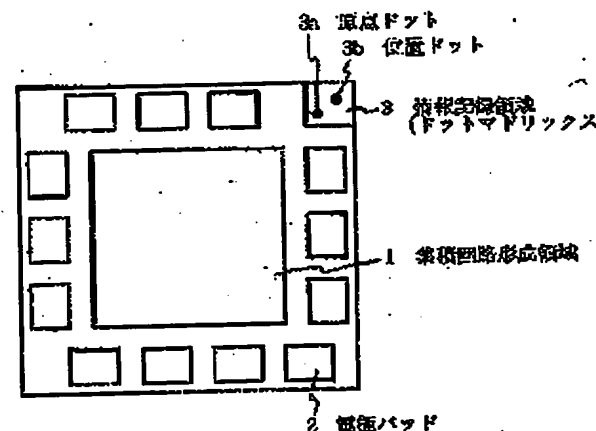 3a 原点ドット
3b 位置ドット
3 情報記録領域
(ドットマトリックス
1 集積回路形成領域
2 電極パッド